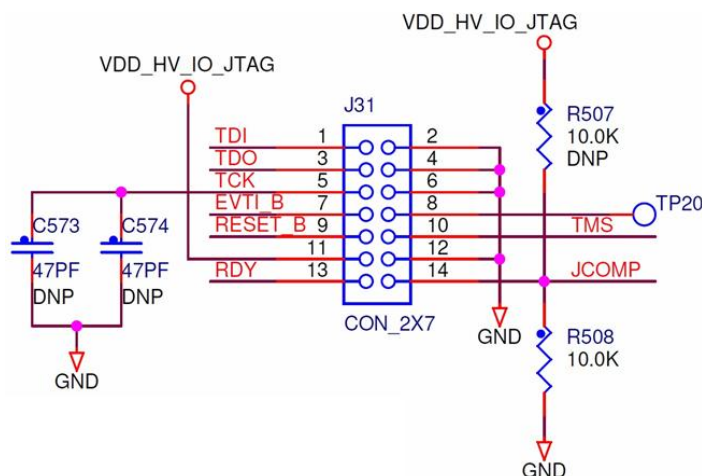 VDD_HV_IO_JTAG
VDD_HV_IO_JTAG
J31
R507
10.0K
DNP
TDI 1 2
TDO 3 4
TCK 5 6
EVTI_B 7 8 TP20
RESET_B 9 10 TMS
11 12
RDY 13 14 JCOMP
C573
47PF
DNP
C574
47PF
DNP
CON_2X7
GND
R508
10.0K
GND
GND